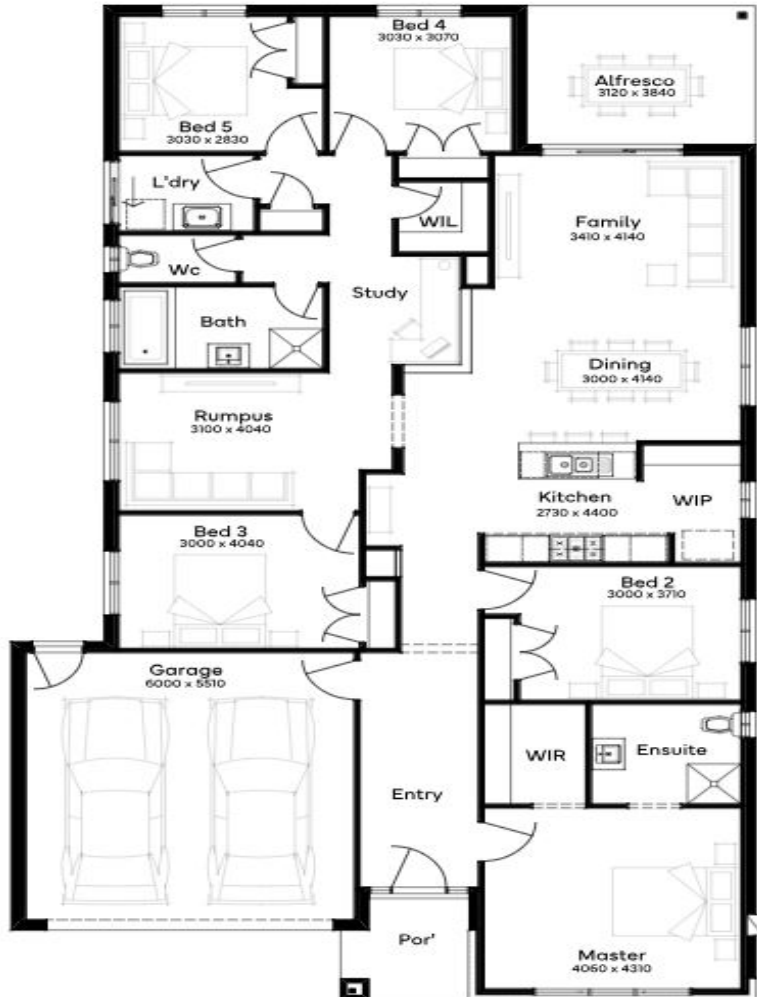 Bed 4
3030 x 3070
Alfresco
3120 x 3840
Bed 5
3030 x 2830
L'dry
WIL
Family
3410 x 4140
Wc
Study
Bath
Dining
3000 x 4140
Rumpus
3100 x 4040
Kitchen
2730 x 4400
WIP
Bed 3
3000 x 4040
Bed 2
3000 x 3710
Garage
6000 x 5510
WIR
Ensuite
Entry
Por'
Master
4060 x 4310